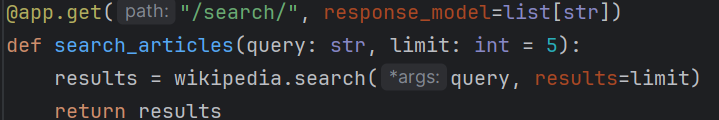 @app.get( path: "/search/", response_model=list[str])
def search_articles(query: str, limit: int = 5):
    results = wikipedia.search( *args: query, results=limit)
    return results